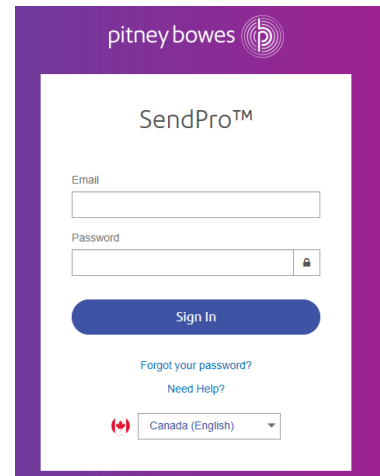 pitney bowes
SendPro™
Email
Password
Sign In
Forgot your password?
Need Help?
Canada (English)